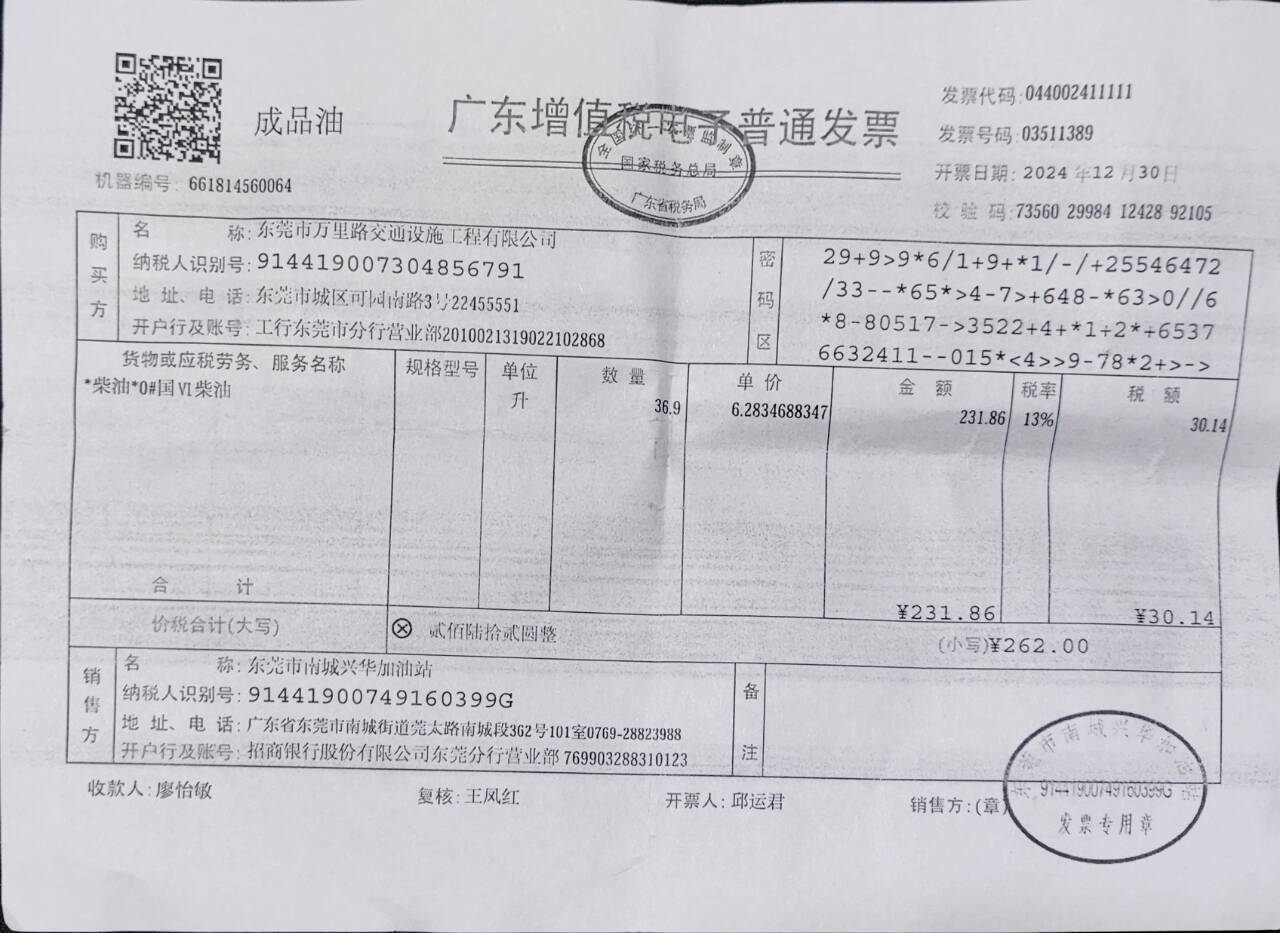 成品油
广东增值税电子普通发票
全国统一发票监制章
国家税务总局
广东省税务局
发票代码:044002411111
发票号码:03511389
开票日期:2024年12月30日
校验码:73560 29984 12428 92105
机器编号:661814560064
购买方
名称:东莞市万里路交通设施工程有限公司
纳税人识别号:914419007304856791
地址、电话:东莞市城区可园南路3号22455551
开户行及账号:工行东莞市分行营业部2010021319022102868
密码区
29+9>9*6/1+9+*1/-/+25546472
/33--*65*>4-7>+648-*63>0//6
*8-80517->3522+4+*1+2*+6537
6632411--015*<4>>9-78*2+>->
货物或应税劳务、服务名称 规格型号 单位 数量 单价 金额 税率 税额
*柴油*0#国Ⅵ柴油 升 36.9 6.2834688347 231.86 13% 30.14
合计 ¥231.86 ¥30.14
价税合计(大写) ⊗ 贰佰陆拾贰圆整 (小写)¥262.00
销售方
名称:东莞市南城兴华加油站
纳税人识别号:91441900749160399G
地址、电话:广东省东莞市南城街道莞太路南城段362号101室0769-28823988
开户行及账号:招商银行股份有限公司东莞分行营业部 769903288310123
备注
收款人:廖怡敏 复核:王凤红 开票人:邱运君 销售方:(章)
东莞市南城兴华加油站
91441900749160399G
发票专用章